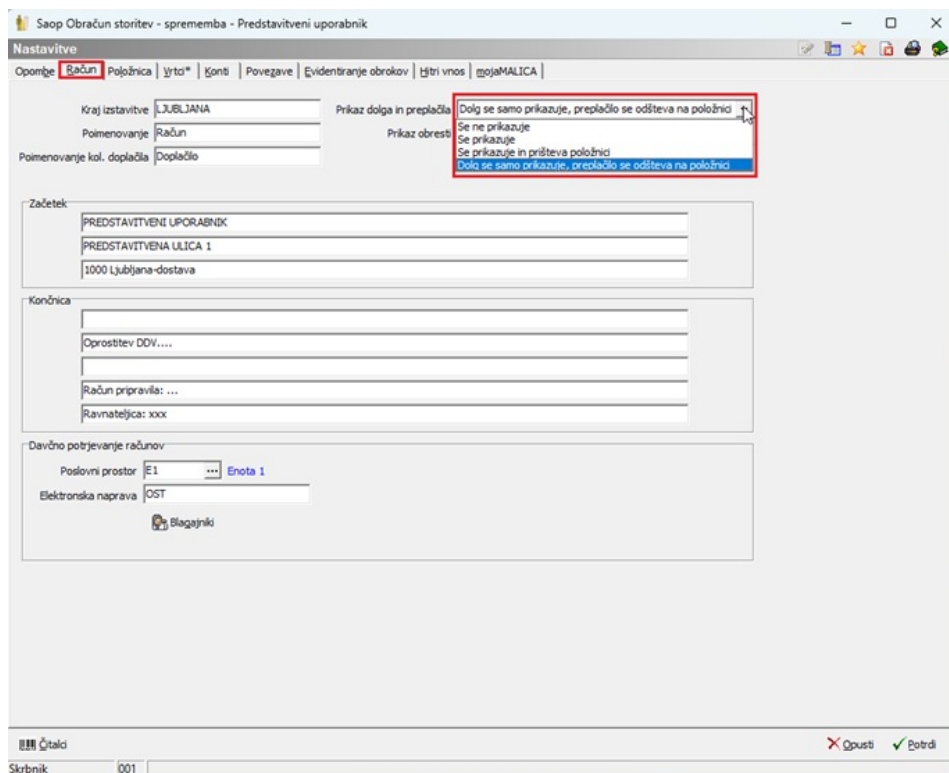 Saop Obračun storitev - sprememba - Predstavitveni uporabnik
Nastavitve
Opombe Račun Položnica Vrtci* Konti Povezave Evidentiranje obrokov Hitri vnos mojaMALICA
Kraj izstavitve LJUBLJANA Prikaz dolga in preplačila Dolg se samo prikazuje, preplačilo se odšteva na položnici
Poimenovanje Račun Prikaz obresti Se ne prikazuje
Se prikazuje
Poimenovanje kol. doplačila Doplačilo Se prikazuje in prišteva položnici
Dolg se samo prikazuje, preplačilo se odšteva na položnici
Začetek
PREDSTAVITVENI UPORABNIK
PREDSTAVITVENA ULICA 1
1000 Ljubljana-dostava
Končnica
Oprostitev DDV....
Račun pripravila: ...
Ravnateljica: xxx
Davčno potrjevanje računov
Poslovni prostor E1 ... Enota 1
Elektronska naprava OST
Blagajniki
Čitalci Opusti Potrdi
Skrbnik 001